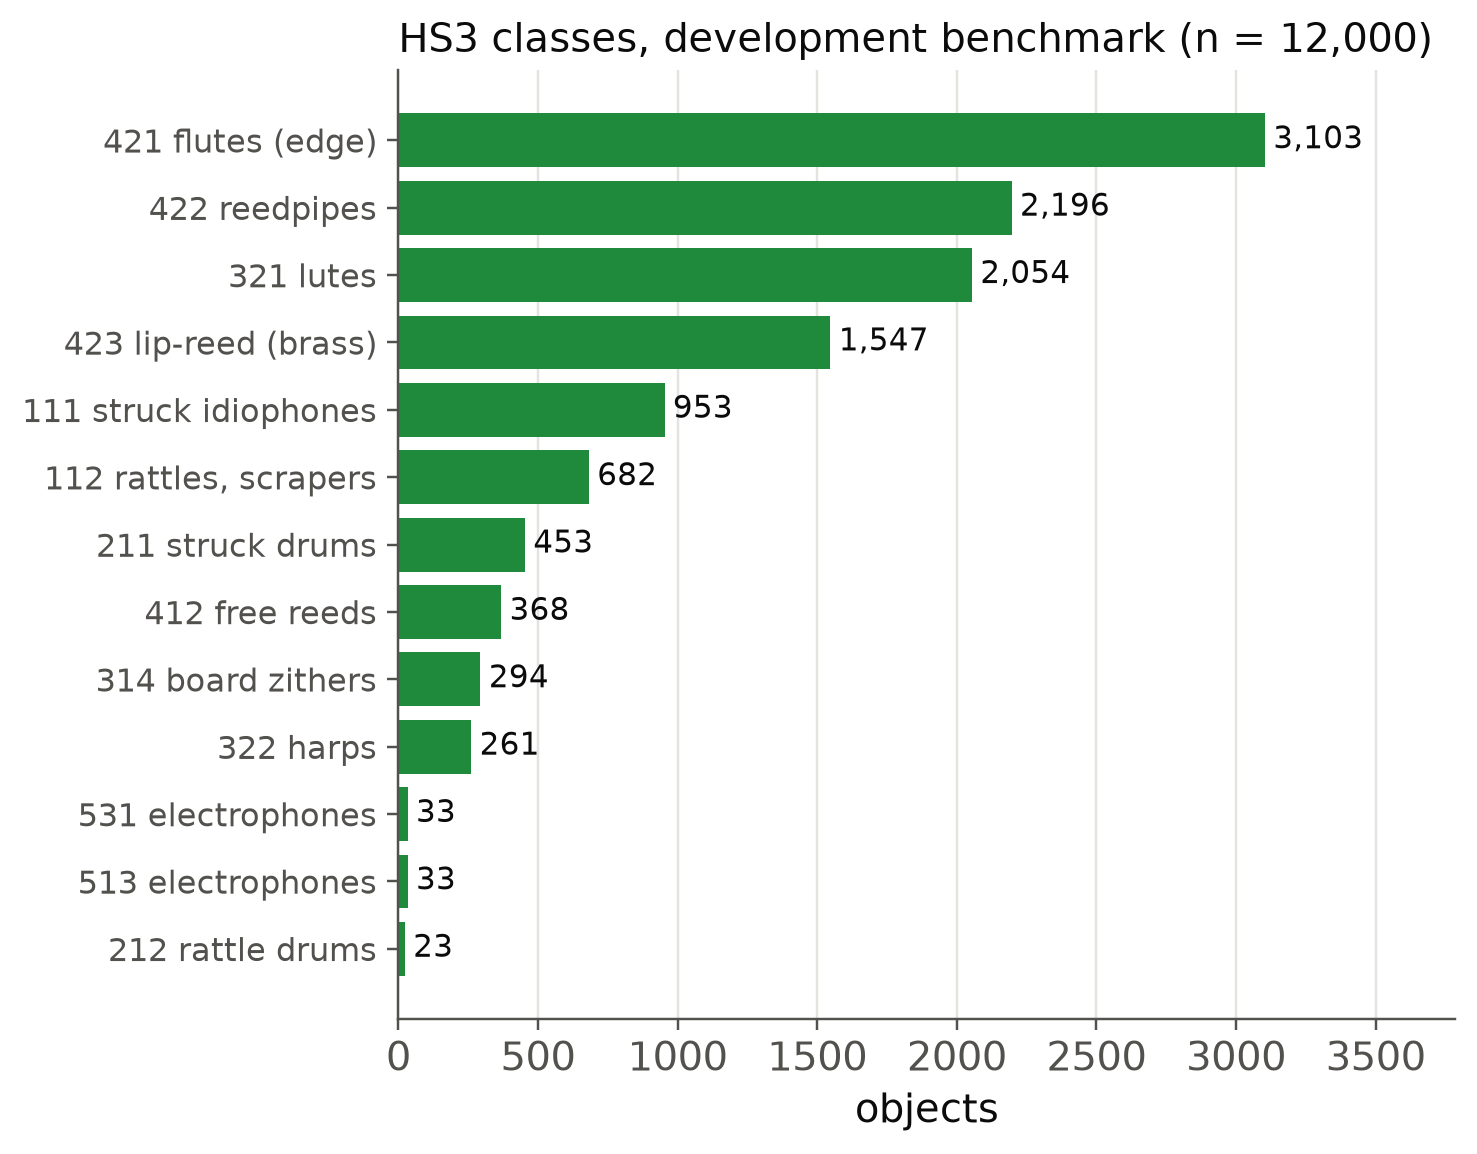 HS3 classes, development benchmark (n = 12,000)
421 flutes (edge) 3,103
422 reedpipes 2,196
321 lutes 2,054
423 lip-reed (brass) 1,547
111 struck idiophones 953
112 rattles, scrapers 682
211 struck drums 453
412 free reeds 368
314 board zithers 294
322 harps 261
531 electrophones 33
513 electrophones 33
212 rattle drums 23
0 500 1000 1500 2000 2500 3000 3500
objects